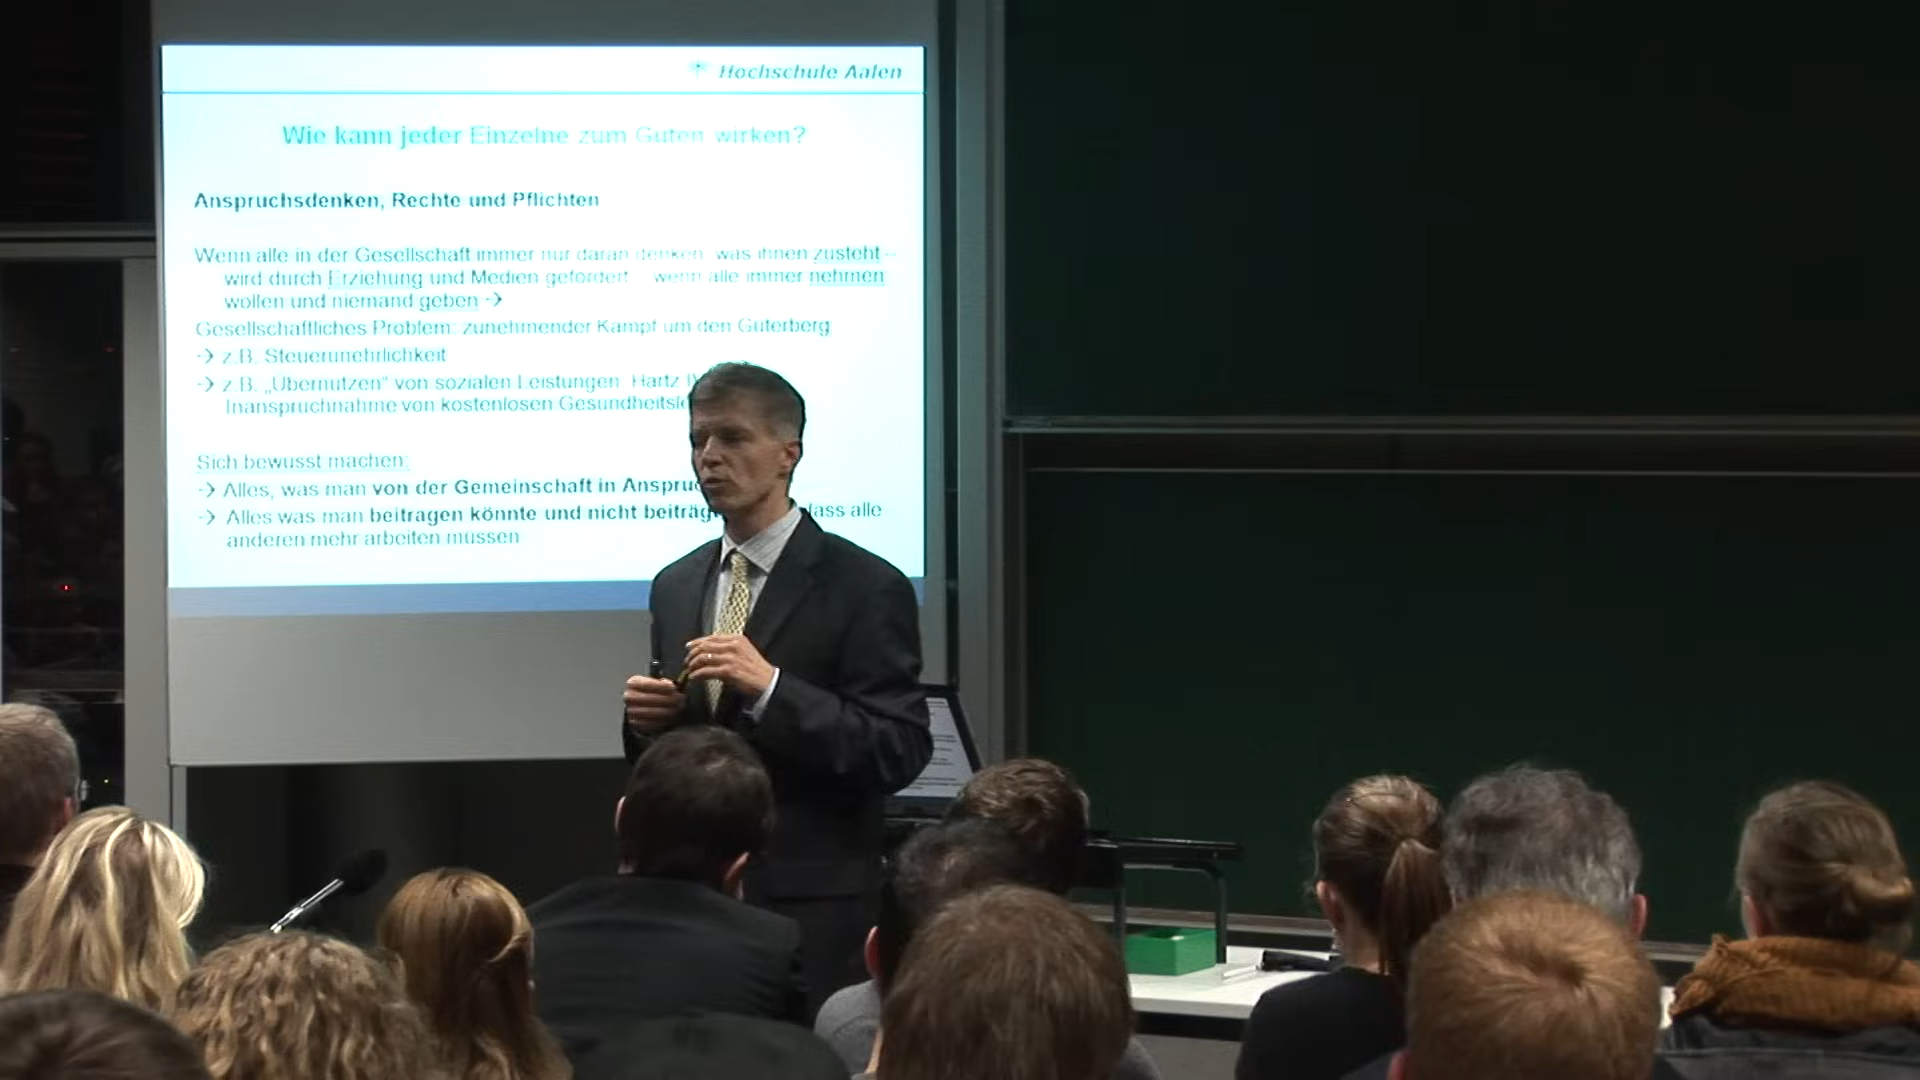 Hochschule Aalen
Wie kann jeder Einzelne zum Guten wirken?
Anspruchsdenken, Rechte und Pflichten
Wenn alle in der Gesellschaft immer nur daran denken, was ihnen zusteht –
wird durch Erziehung und Medien gefördert – wenn alle immer nehmen
wollen und niemand geben →
Gesellschaftliches Problem: zunehmender Kampf um den Güterberg
→ z.B. Steuerunehrlichkeit
→ z.B. „Übernutzen“ von sozialen Leistungen: Hartz IV
Inanspruchnahme von kostenlosen
Sich bewusst machen:
→ Alles, was man von der Gemeinschaft in
→ Alles was man beitragen könnte und nicht dass alle
anderen mehr arbeiten müssen